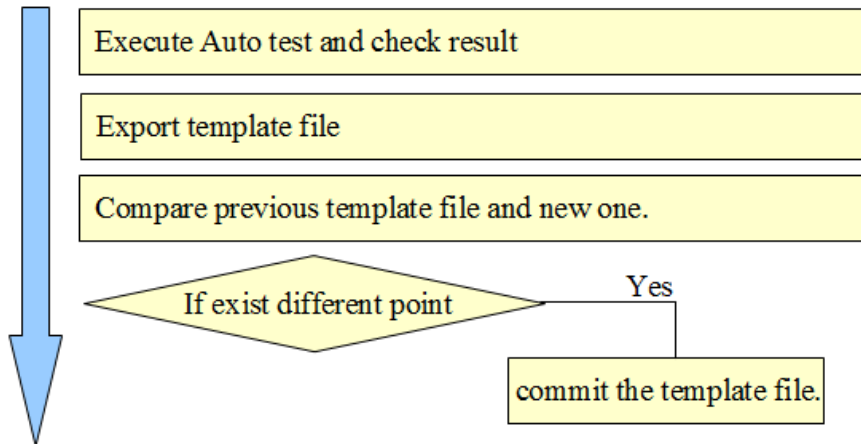 Execute Auto test and check result
Export template file
Compare previous template file and new one.
If exist different point
Yes
commit the template file.